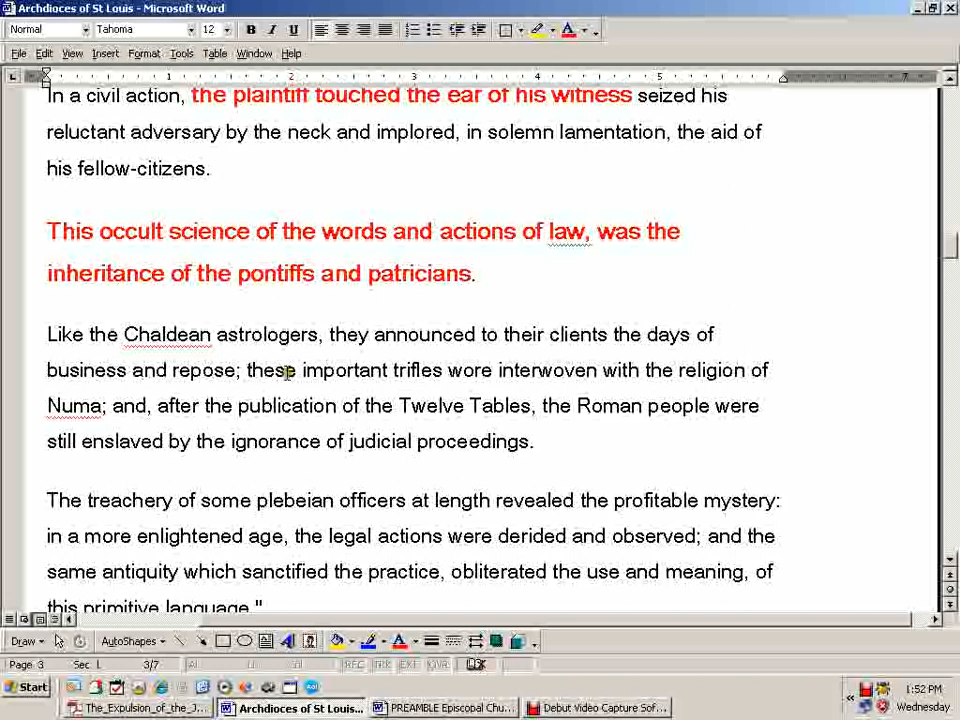 Archdioces of St Louis - Microsoft Word
Normal Tahoma 12 B I U
File Edit View Insert Format Tools Table Window Help
1 2 3 4 5 7
In a civil action, the plaintiff touched the ear of his witness seized his
reluctant adversary by the neck and implored, in solemn lamentation, the aid of
his fellow-citizens.
This occult science of the words and actions of law, was the
inheritance of the pontiffs and patricians.
Like the Chaldean astrologers, they announced to their clients the days of
business and repose; these important trifles wore interwoven with the religion of
Numa; and, after the publication of the Twelve Tables, the Roman people were
still enslaved by the ignorance of judicial proceedings.
The treachery of some plebeian officers at length revealed the profitable mystery:
in a more enlightened age, the legal actions were derided and observed; and the
same antiquity which sanctified the practice, obliterated the use and meaning, of
this primitive language."
Draw AutoShapes
Page 3 Sec 1 3/7 At Ln Col REC TRK EXT OVR
Start 1:52 PM
The_Expulsion_of_the_J... Archdioces of St Louis... PREAMBLE Episcopal Chu... Debut Video Capture Sof... Wednesday